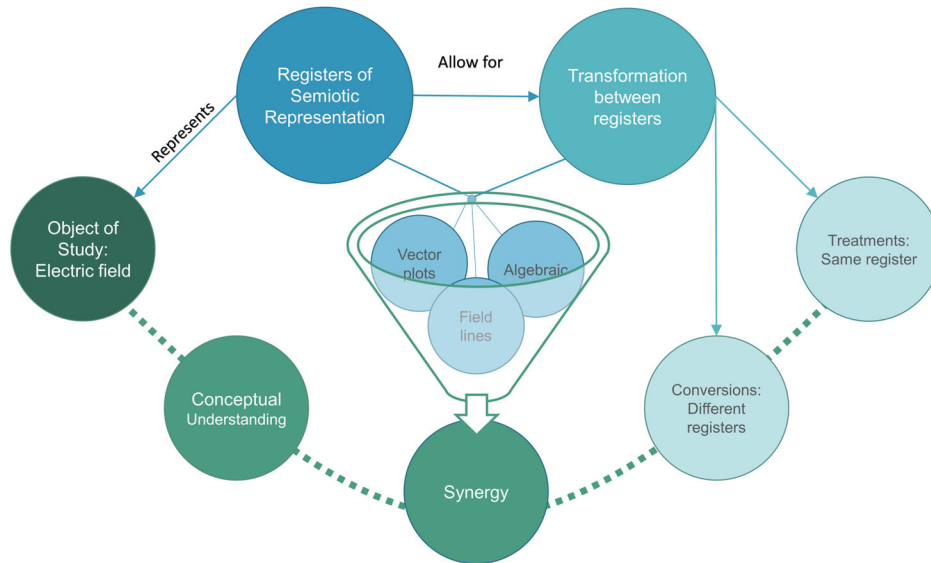 Registers of
Semiotic
Representation
Allow for
Transformation
between
registers
Represents
Object of
Study:
Electric field
Vector
plots
Algebraic
Field
lines
Treatments:
Same register
Conceptual
Understanding
Conversions:
Different
registers
Synergy